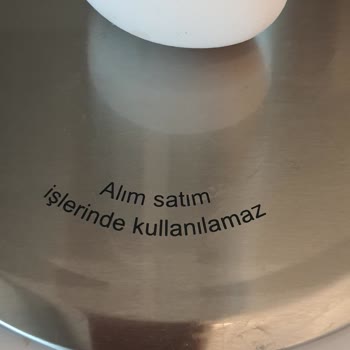 Alım satım
işlerinde kullanılamaz